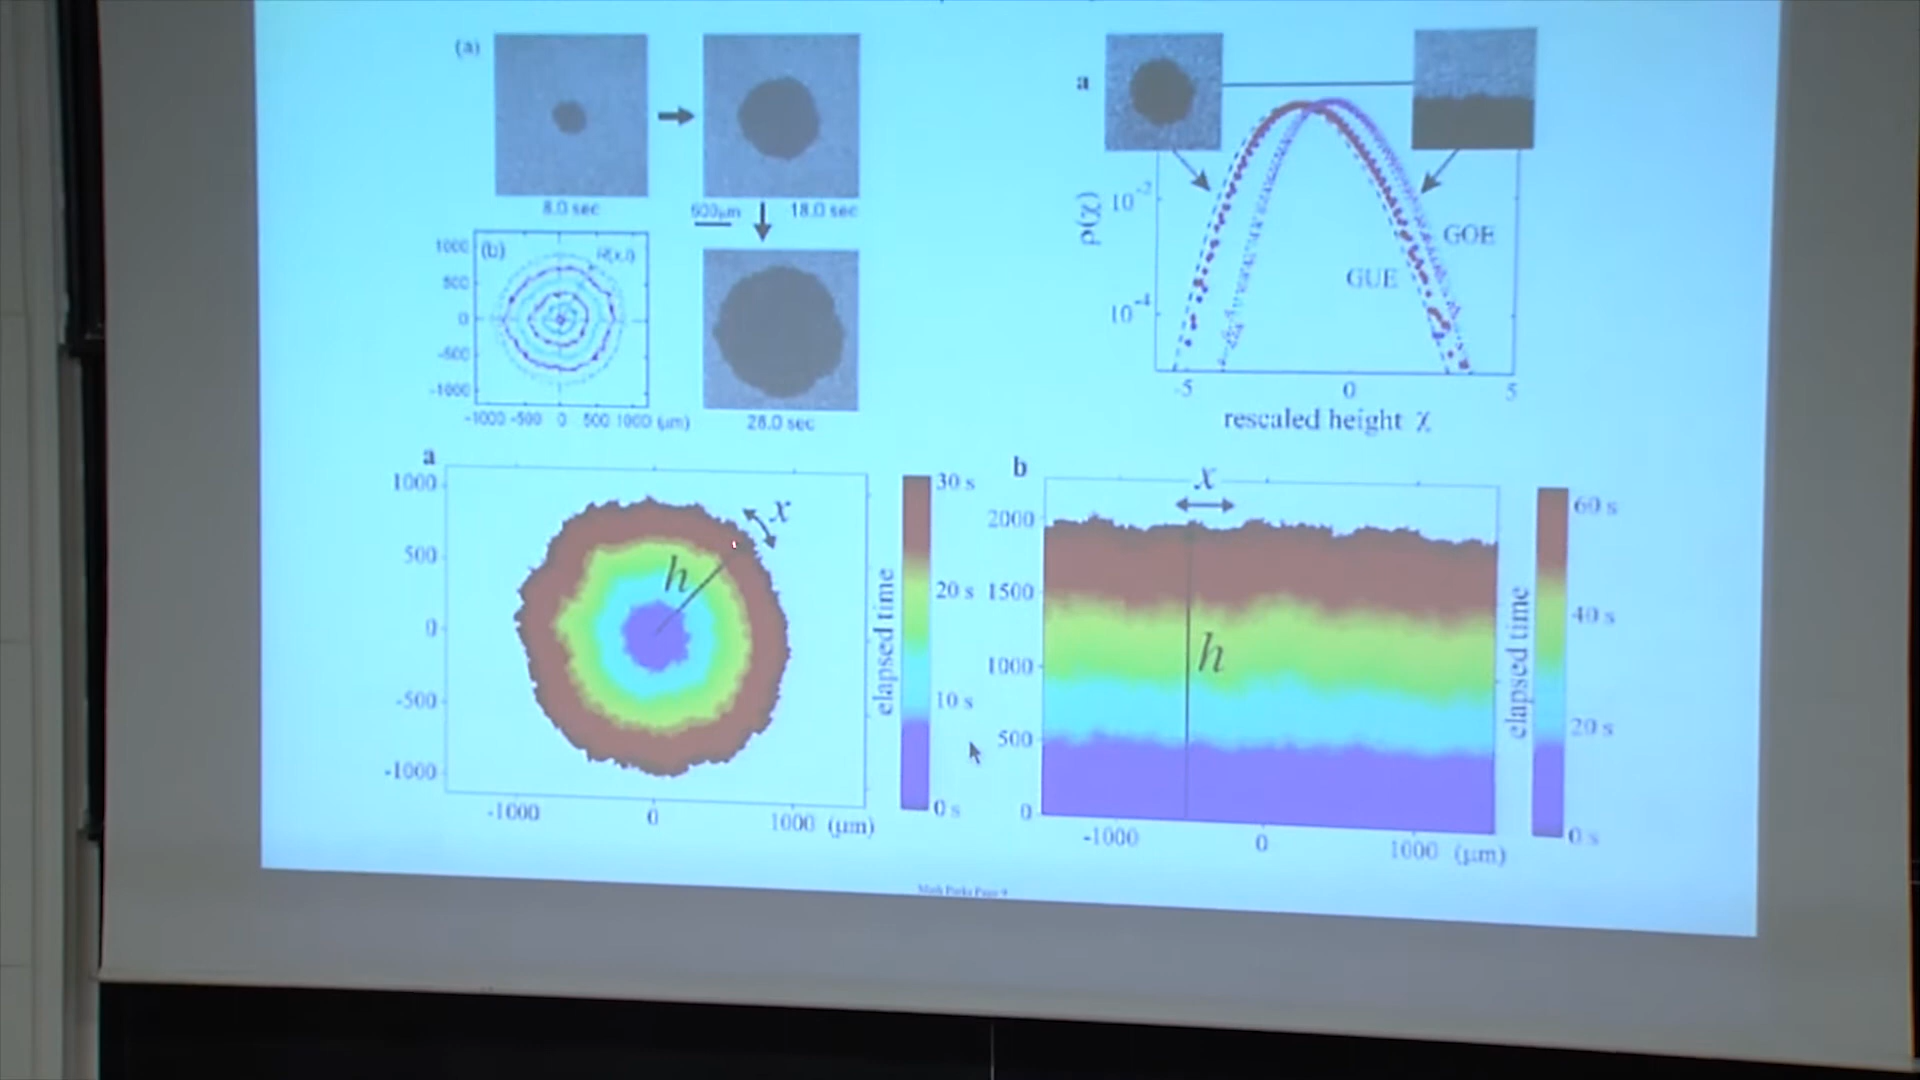 (a)
8.0 sec
600μm
18.0 sec
(b)
R(x,t)
1000
500
0
-500
-1000
-1000 -500 0 500 1000 (μm)
28.0 sec
a
ρ(χ)
10⁻²
10⁻⁴
GOE
GUE
-5 0 5
rescaled height χ
a
1000
500
0
-500
-1000
x
h
-1000 0 1000 (μm)
30 s
20 s
10 s
0 s
elapsed time
b
x
2000
1500
1000
500
0
h
-1000 0 1000 (μm)
60 s
40 s
20 s
0 s
elapsed time